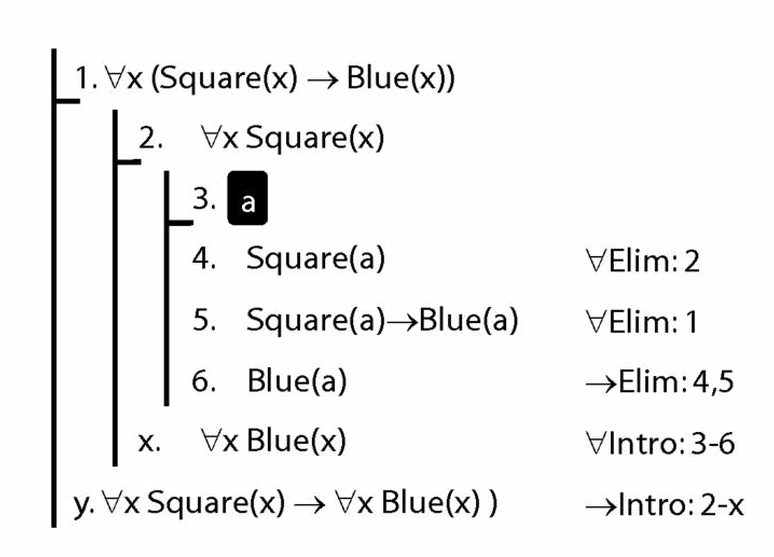 1. ∀x (Square(x) → Blue(x))
2. ∀x Square(x)
3. a
4. Square(a) ∀Elim: 2
5. Square(a)→Blue(a) ∀Elim: 1
6. Blue(a) →Elim: 4,5
x. ∀x Blue(x) ∀Intro: 3-6
y. ∀x Square(x) → ∀x Blue(x) ) →Intro: 2-x